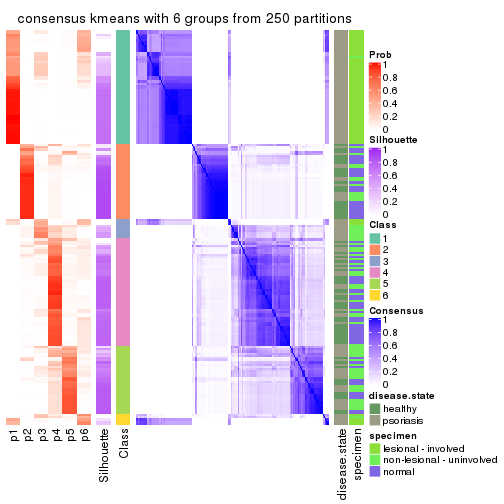 consensus kmeans with 6 groups from 250 partitions
Prob
1
0.8
0.6
0.4
0.2
0
Silhouette
1
0.8
0.6
0.4
0.2
0
Class
1
2
3
4
5
6
Consensus
1
0.8
0.6
0.4
0.2
0
disease.state
healthy
psoriasis
specimen
lesional - involved
non-lesional - uninvolved
normal
p1
p2
p3
p4
p5
p6
Silhouette
Class
disease.state
specimen